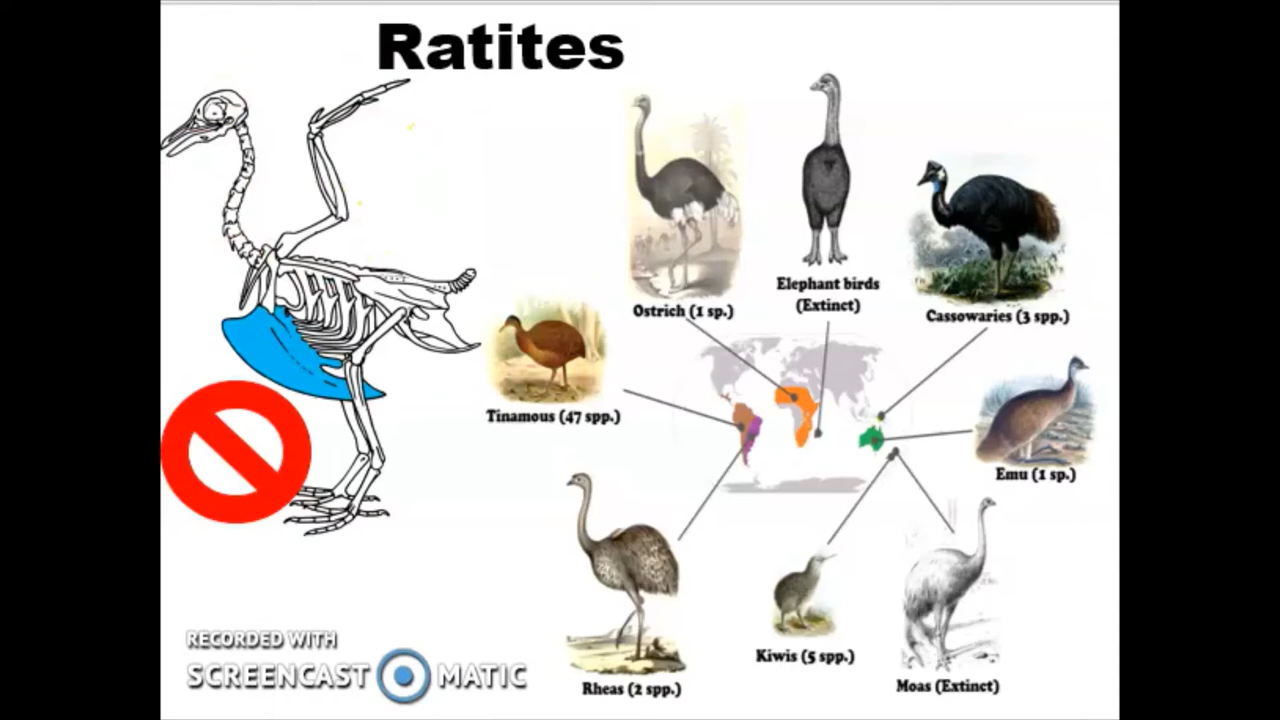 Ratites
Elephant birds
(Extinct)
Ostrich (1 sp.)
Cassowaries (3 spp.)
Tinamous (47 spp.)
Emu (1 sp.)
Kiwis (5 spp.)
Rheas (2 spp.)
Moas (Extinct)
RECORDED WITH
SCREENCAST MATIC